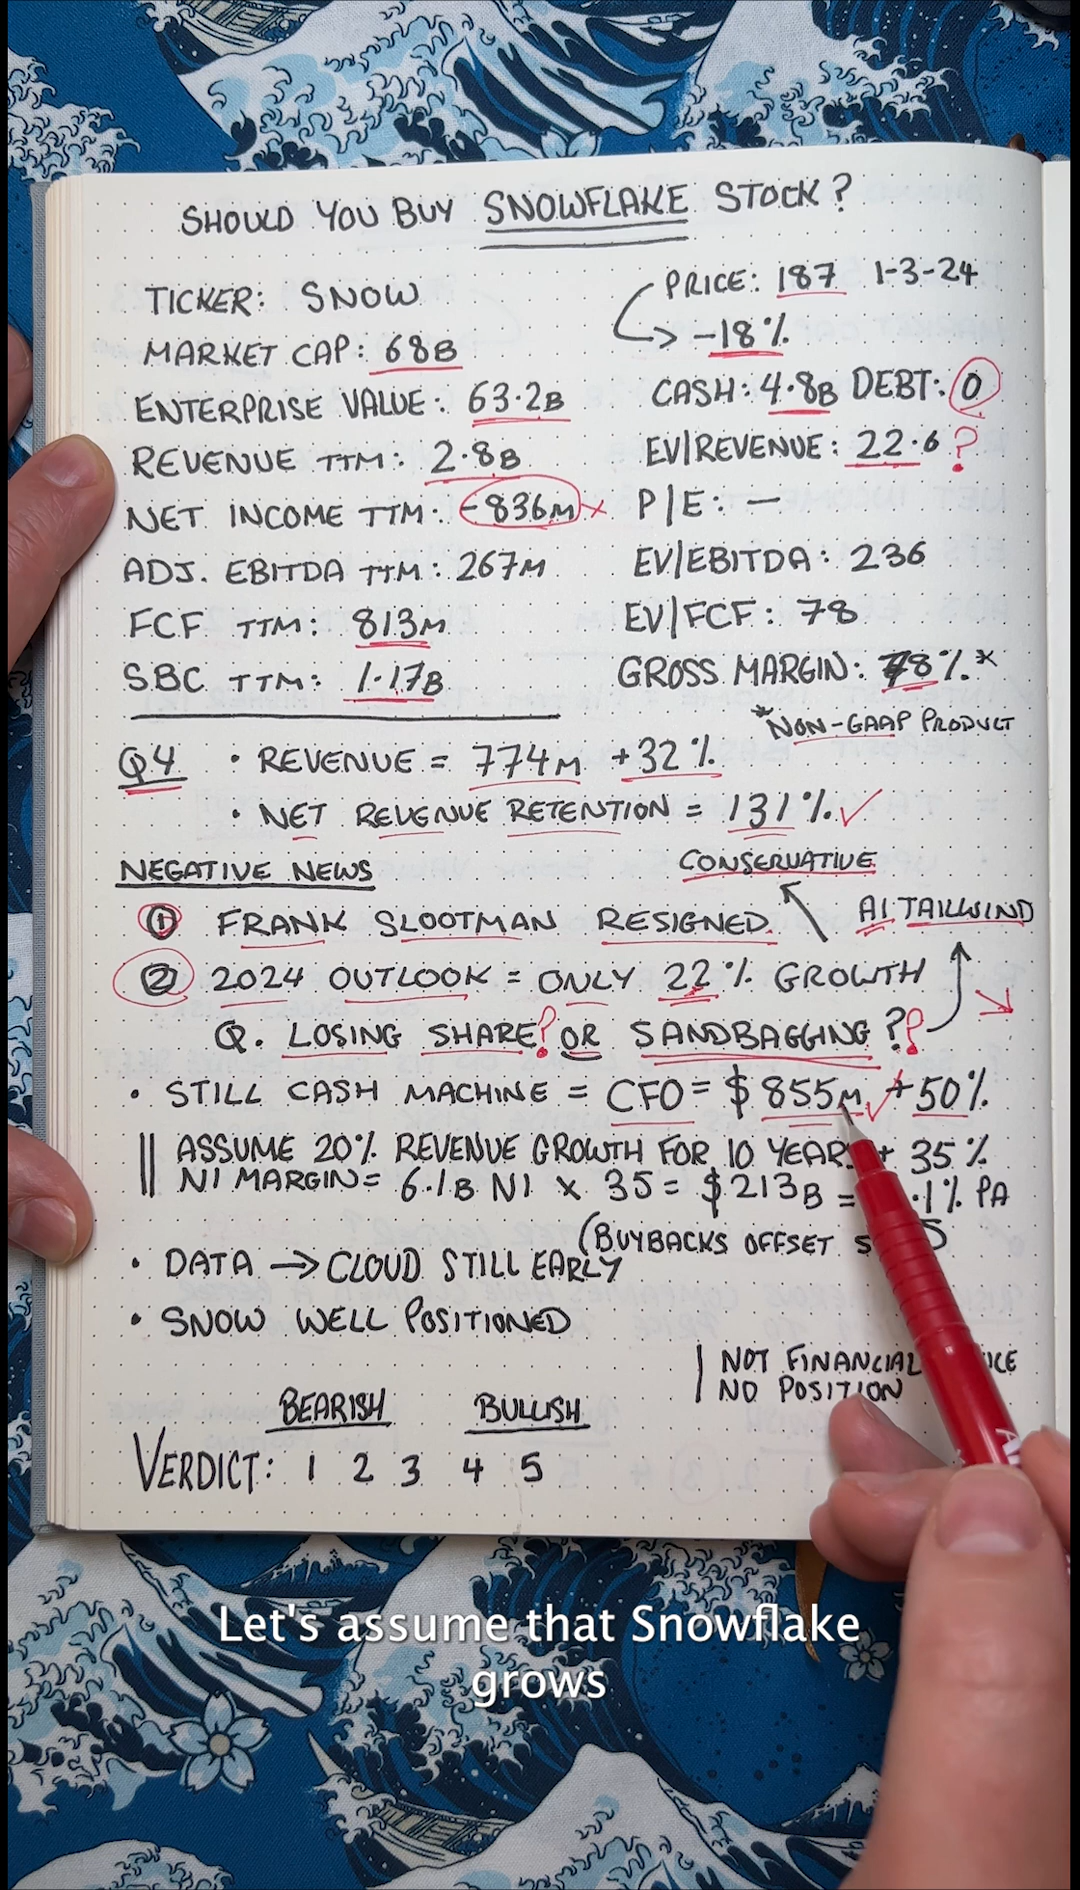 SHOULD YOU BUY SNOWFLAKE STOCK?
TICKER: SNOW
PRICE: 187 1-3-24
-18%
MARKET CAP: 68B
ENTERPRISE VALUE: 63.2B
CASH: 4.8B DEBT: 0
REVENUE TTM: 2.8B
EV/REVENUE: 22.6 ?
NET INCOME TTM: -836M x
P/E: —
ADJ. EBITDA TTM: 267M
EV/EBITDA: 236
FCF TTM: 813M
EV/FCF: 78
SBC TTM: 1.17B
GROSS MARGIN: 78%*
*NON-GAAP PRODUCT
Q4 • REVENUE = 774M +32%
• NET REVENUE RETENTION = 131% ✓
NEGATIVE NEWS
CONSERVATIVE
① FRANK SLOOTMAN RESIGNED
AI TAILWIND
② 2024 OUTLOOK = ONLY 22% GROWTH
Q. LOSING SHARE? OR SANDBAGGING ??
• STILL CASH MACHINE = CFO = $855M ✓ +50%
ASSUME 20% REVENUE GROWTH FOR 10 YEARS + 35%
NI MARGIN = 6.1B NI x 35 = $213B = .1% PA
(BUYBACKS OFFSET
• DATA → CLOUD STILL EARLY
• SNOW WELL POSITIONED
NOT FINANCIAL
NO POSITION
BEARISH BULLISH
VERDICT: 1 2 3 4 5
Let's assume that Snowflake
grows